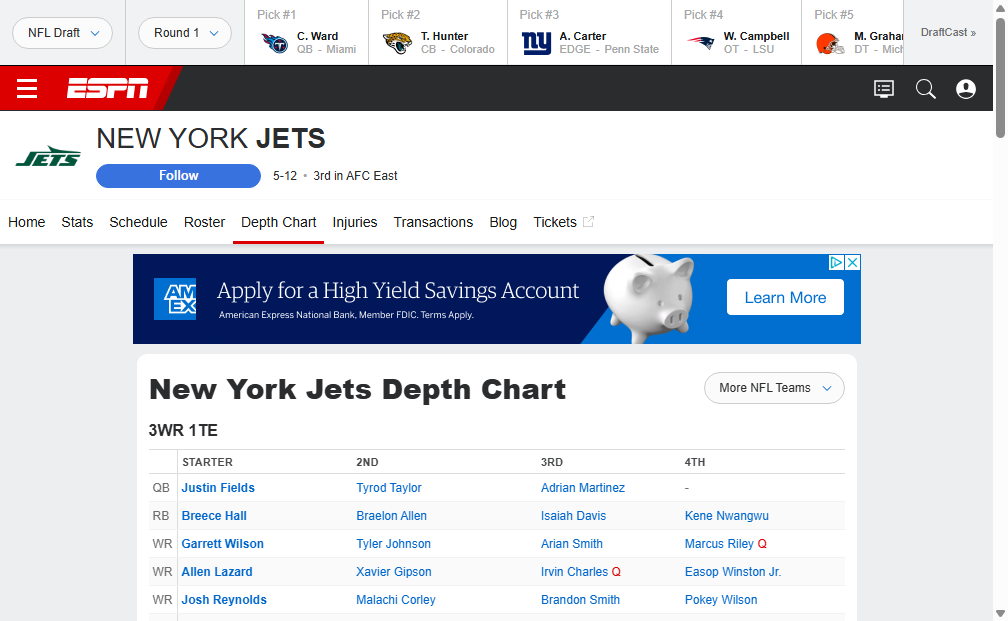 NFL Draft
Round 1
Pick #1
C. Ward
QB - Miami
Pick #2
T. Hunter
CB - Colorado
Pick #3
A. Carter
EDGE - Penn State
Pick #4
W. Campbell
OT - LSU
Pick #5
M. Graha
DT - Mich
DraftCast »
ESPN
JETS
NEW YORK JETS
Follow
5-12 • 3rd in AFC East
Home Stats Schedule Roster Depth Chart Injuries Transactions Blog Tickets
AM
EX
Apply for a High Yield Savings Account
American Express National Bank, Member FDIC. Terms Apply.
Learn More
New York Jets Depth Chart
More NFL Teams
3WR 1TE
STARTER 2ND 3RD 4TH
QB Justin Fields Tyrod Taylor Adrian Martinez -
RB Breece Hall Braelon Allen Isaiah Davis Kene Nwangwu
WR Garrett Wilson Tyler Johnson Arian Smith Marcus Riley Q
WR Allen Lazard Xavier Gipson Irvin Charles Q Easop Winston Jr.
WR Josh Reynolds Malachi Corley Brandon Smith Pokey Wilson